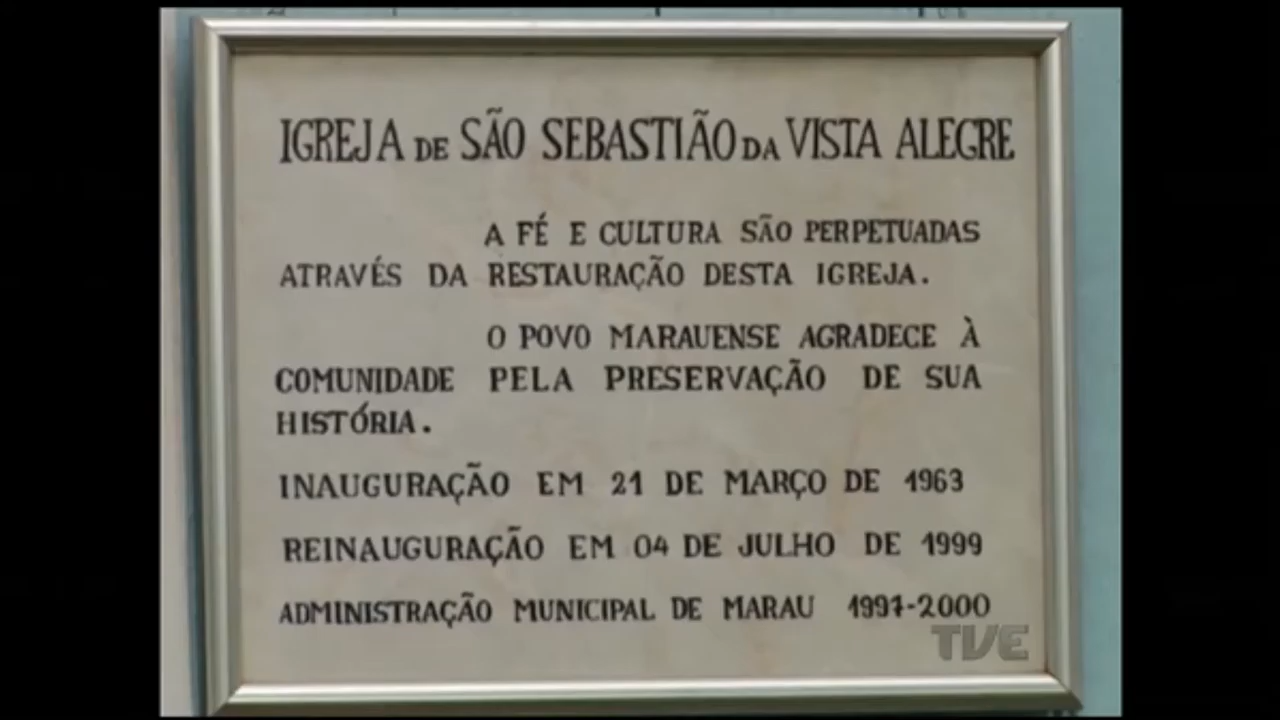 IGREJA DE SÃO SEBASTIÃO DA VISTA ALEGRE
A FÉ E CULTURA SÃO PERPETUADAS
ATRAVÉS DA RESTAURAÇÃO DESTA IGREJA.
O POVO MARAUENSE AGRADECE À
COMUNIDADE PELA PRESERVAÇÃO DE SUA
HISTÓRIA.
INAUGURAÇÃO EM 21 DE MARÇO DE 1963
REINAUGURAÇÃO EM 04 DE JULHO DE 1999
ADMINISTRAÇÃO MUNICIPAL DE MARAU 1997-2000
TVE